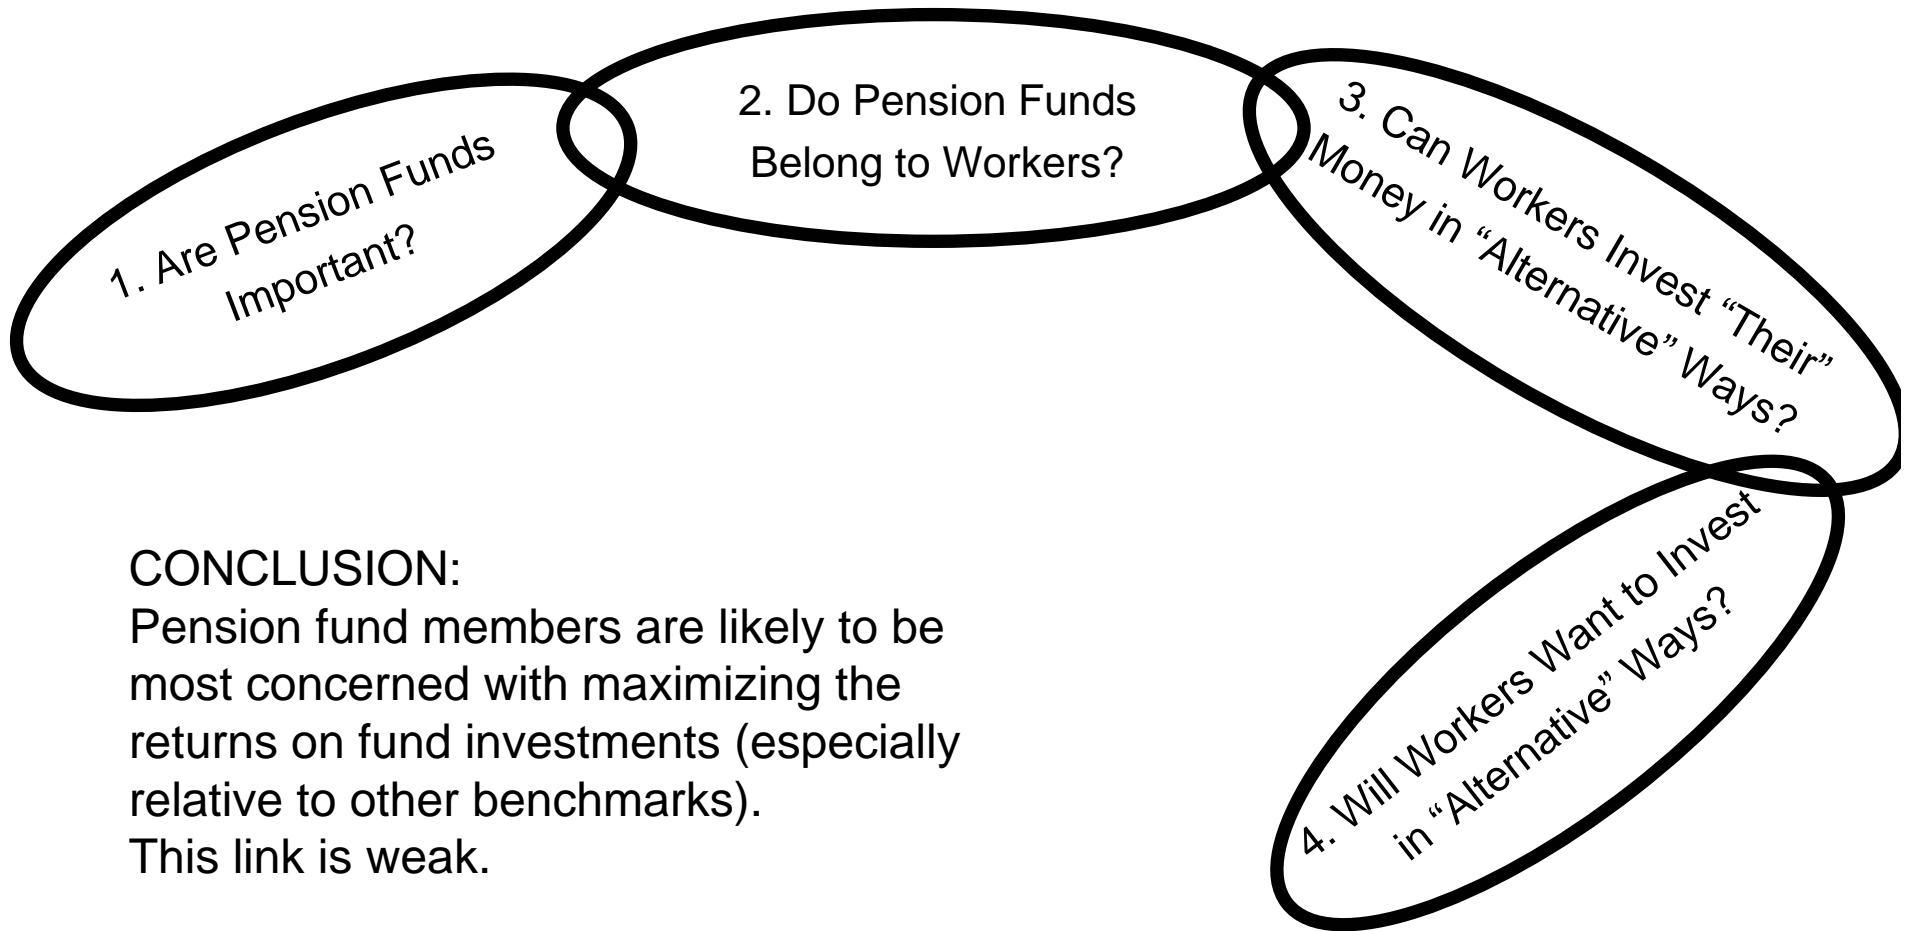 1. Are Pension Funds
Important?
2. Do Pension Funds
Belong to Workers?
3. Can Workers Invest “Their”
Money in “Alternative” Ways?
4. Will Workers Want to Invest
in “Alternative” Ways?
CONCLUSION:
Pension fund members are likely to be
most concerned with maximizing the
returns on fund investments (especially
relative to other benchmarks).
This link is weak.